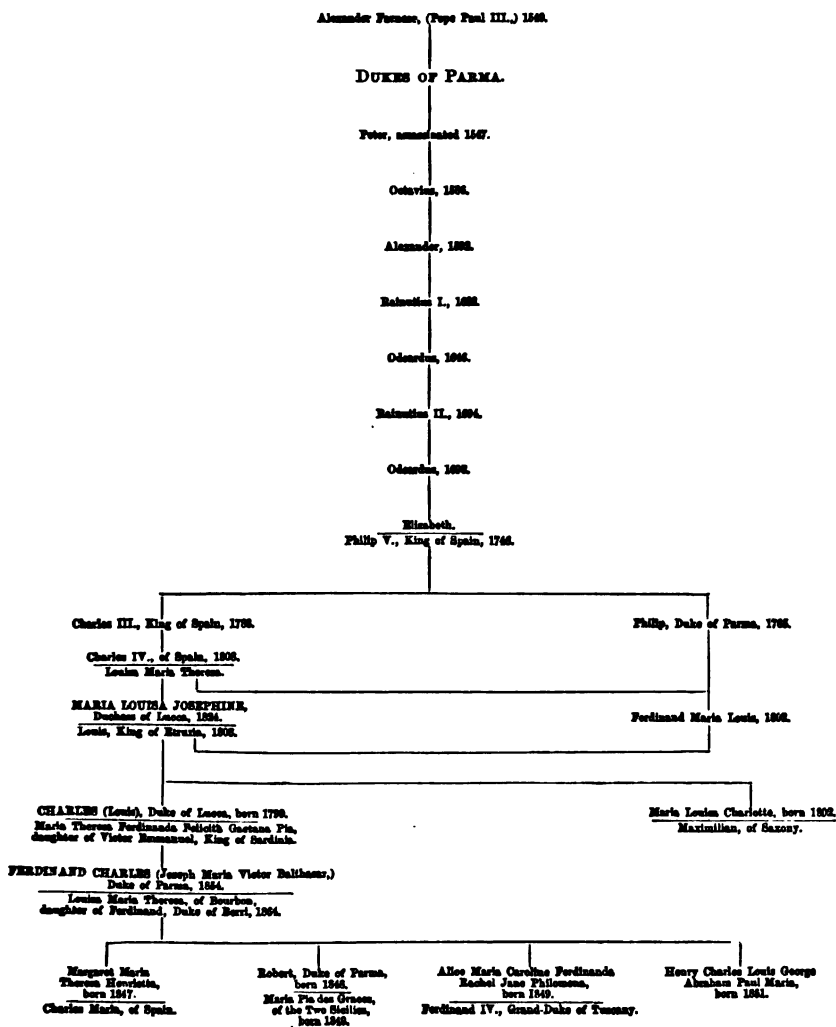 Alexander Farnese, (Pope Paul III.,) 1549.
DUKES OF PARMA.
Peter, assassinated 1547.
Octavius, 1586.
Alexander, 1592.
Rainutius I., 1622.
Odoardus, 1646.
Rainutius II., 1694.
Odoardus, 1693.
Elizabeth.
Philip V., King of Spain, 1746.
Charles III., King of Spain, 1788.
Philip, Duke of Parma, 1765.
Charles IV., of Spain, 1808.
Louisa Maria Theresa.
MARIA LOUISA JOSEPHINE,
Duchess of Lucca, 1824.
Louis, King of Etruria, 1803.
Ferdinand Maria Louis, 1802.
CHARLES (Louis), Duke of Lucca, born 1799.
Maria Theresa Ferdinanda Felicith Gaetana Pia,
daughter of Victor Emmanuel, King of Sardinia.
Maria Louisa Charlotte, born 1802.
Maximilian, of Saxony.
FERDINAND CHARLES (Joseph Maria Victor Balthasar,)
Duke of Parma, 1854.
Louisa Maria Theresa, of Bourbon,
daughter of Ferdinand, Duke of Berri, 1864.
Margaret Maria
Theresa Henrietta,
born 1847.
Charles Maria, of Spain.
Robert, Duke of Parma,
born 1848.
Maria Pia des Graces,
of the Two Sicilies,
born 1849.
Alice Maria Caroline Ferdinanda
Rachel Jane Philomena,
born 1849.
Ferdinand IV., Grand-Duke of Tuscany.
Henry Charles Louis George
Abraham Paul Maria,
born 1851.